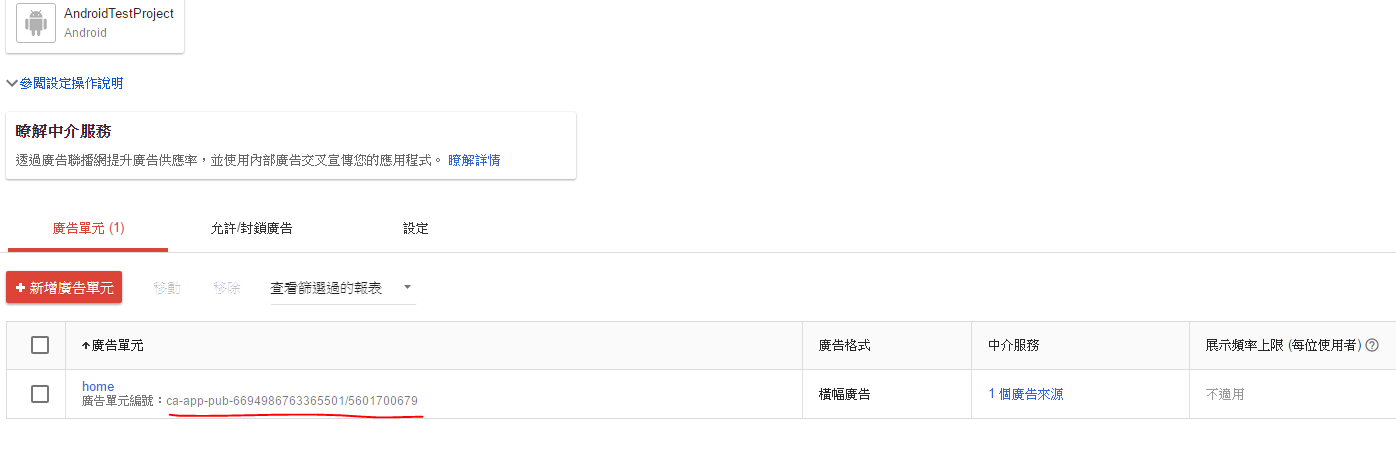 AndroidTestProject
Android
參閱設定操作說明
瞭解中介服務
透過廣告聯播網提升廣告供應率，並使用內部廣告交叉宣傳您的應用程式。 瞭解詳情
廣告單元 (1) 允許/封鎖廣告 設定
+ 新增廣告單元 移動 移除 查看篩選過的報表
廣告單元 廣告格式 中介服務 展示頻率上限 (每位使用者) ?
home
廣告單元編號：ca-app-pub-6694986763365501/5601700679 橫幅廣告 1 個廣告來源 不適用